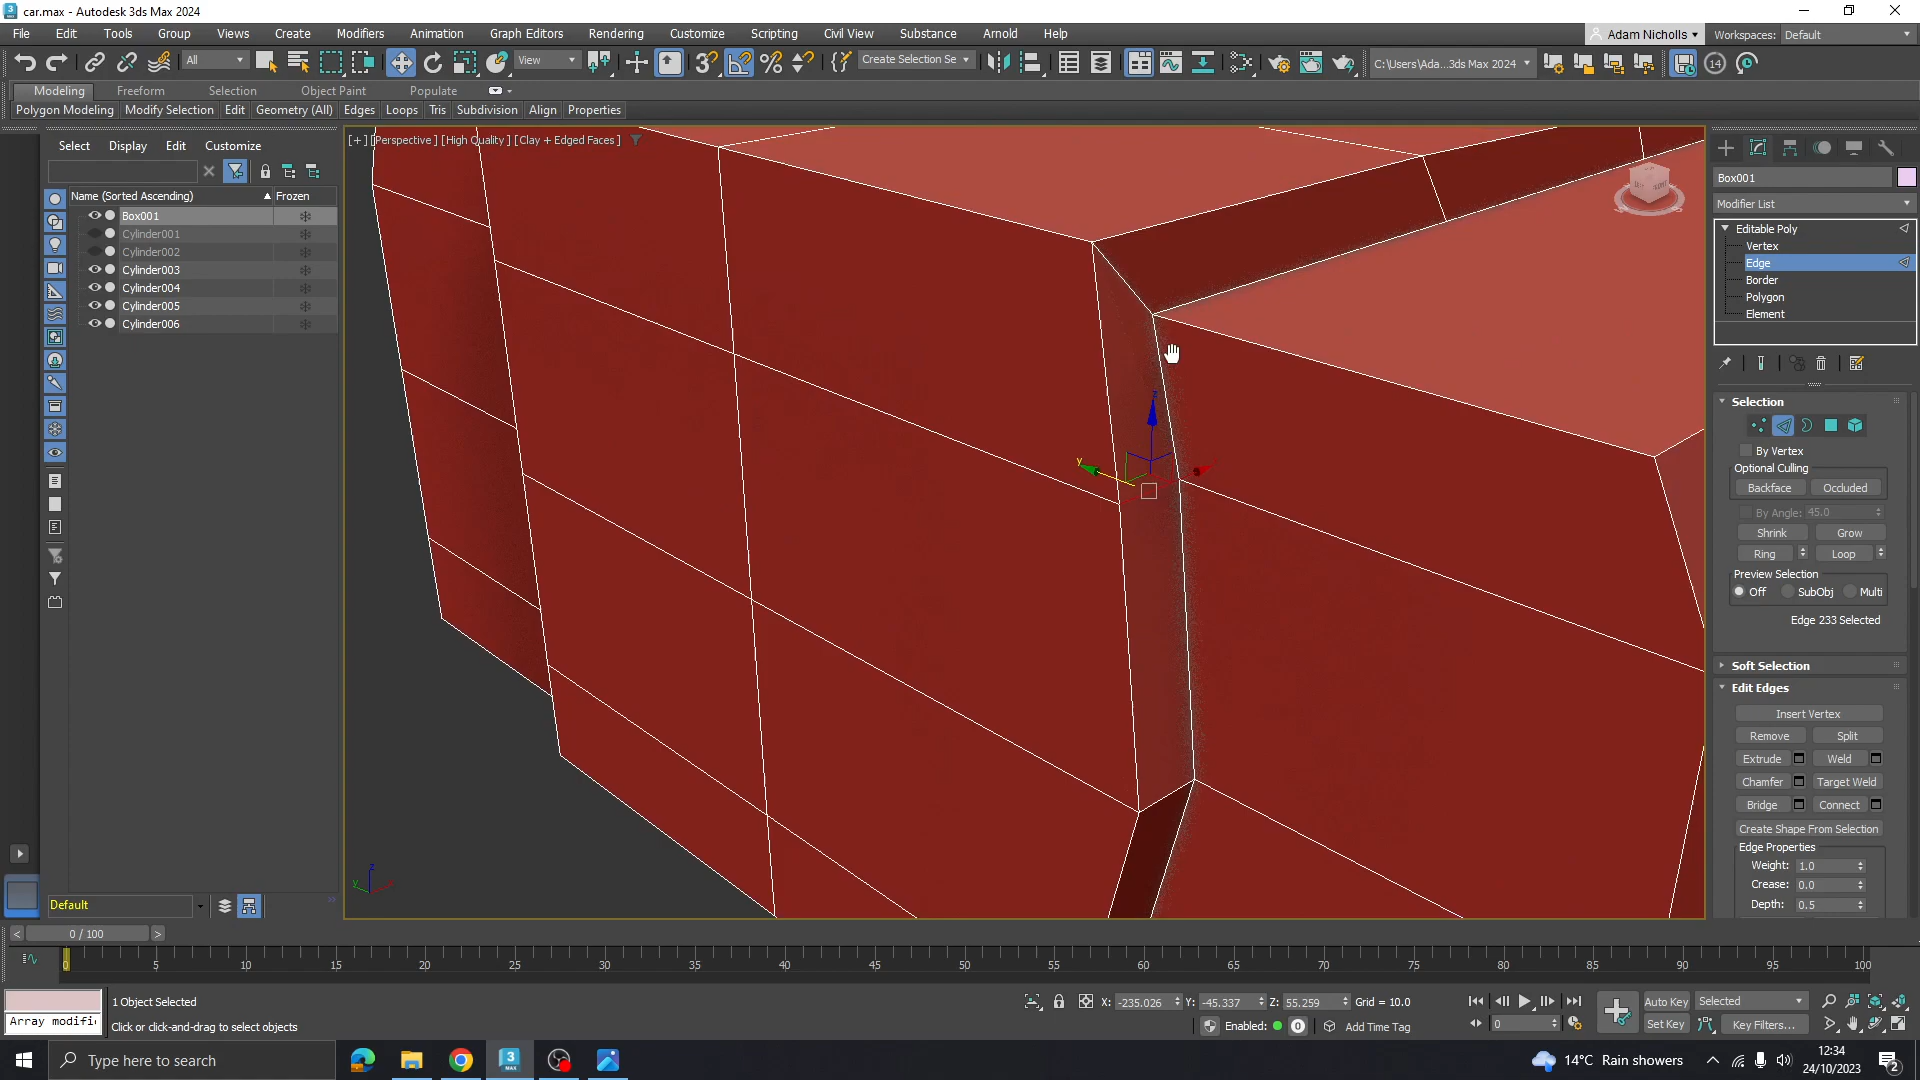 car.max - Autodesk 3ds Max 2024
File Edit Tools Group Views Create Modifiers Animation Graph Editors Rendering Customize Scripting Civil View Substance Arnold Help
Adam Nicholls Workspaces: Default
All View Create Selection Se C:\Users\Ada...3ds Max 2024 14
Modeling Freeform Selection Object Paint Populate
Polygon Modeling Modify Selection Edit Geometry (All) Edges Loops Tris Subdivision Align Properties
Select Display Edit Customize
[+] [Perspective ] [High Quality ] [Clay + Edged Faces ]
Name (Sorted Ascending) Frozen
Box001
Cylinder001
Cylinder002
Cylinder003
Cylinder004
Cylinder005
Cylinder006
Default
z
y
z
y
Box001
Modifier List
Editable Poly
Vertex
Edge
Border
Polygon
Element
Selection
By Vertex
Optional Culling
Backface Occluded
By Angle: 45.0
Shrink Grow
Ring Loop
Preview Selection
Off SubObj Multi
Edge 233 Selected
Soft Selection
Edit Edges
Insert Vertex
Remove Split
Extrude Weld
Chamfer Target Weld
Bridge Connect
Create Shape From Selection
Edge Properties
Weight: 1.0
Crease: 0.0
Depth: 0.5
< 0 / 100 >
0 5 10 15 20 25 30 35 40 45 50 55 60 65 70 75 80 85 90 95 100
1 Object Selected
Array modifi
Click or click-and-drag to select objects
X: -235.026 Y: -45.337 Z: 55.259 Grid = 10.0
Enabled: 0 Add Time Tag
0
Auto Key Selected
Set Key Key Filters...
Type here to search
3
MAX
14°C Rain showers
12:34
24/10/2023
2